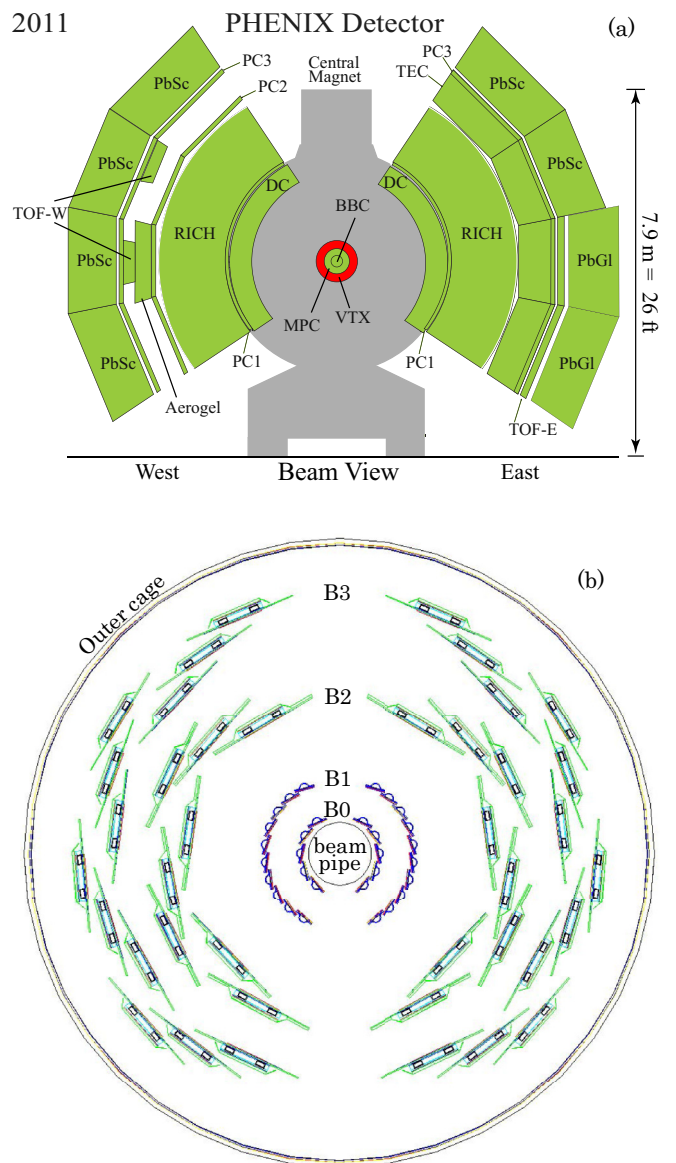 2011
PHENIX Detector
(a)
Central
Magnet
PC3
PC2
PbSc
PbSc
PbSc
PbSc
TOF-W
RICH
DC
PC1
Aerogel
BBC
MPC
VTX
PC3
TEC
PbSc
PbSc
PbGl
PbGl
DC
RICH
PC1
TOF-E
7.9 m = 26 ft
West
Beam View
East
(b)
Outer cage
B3
B2
B1
B0
beam
pipe